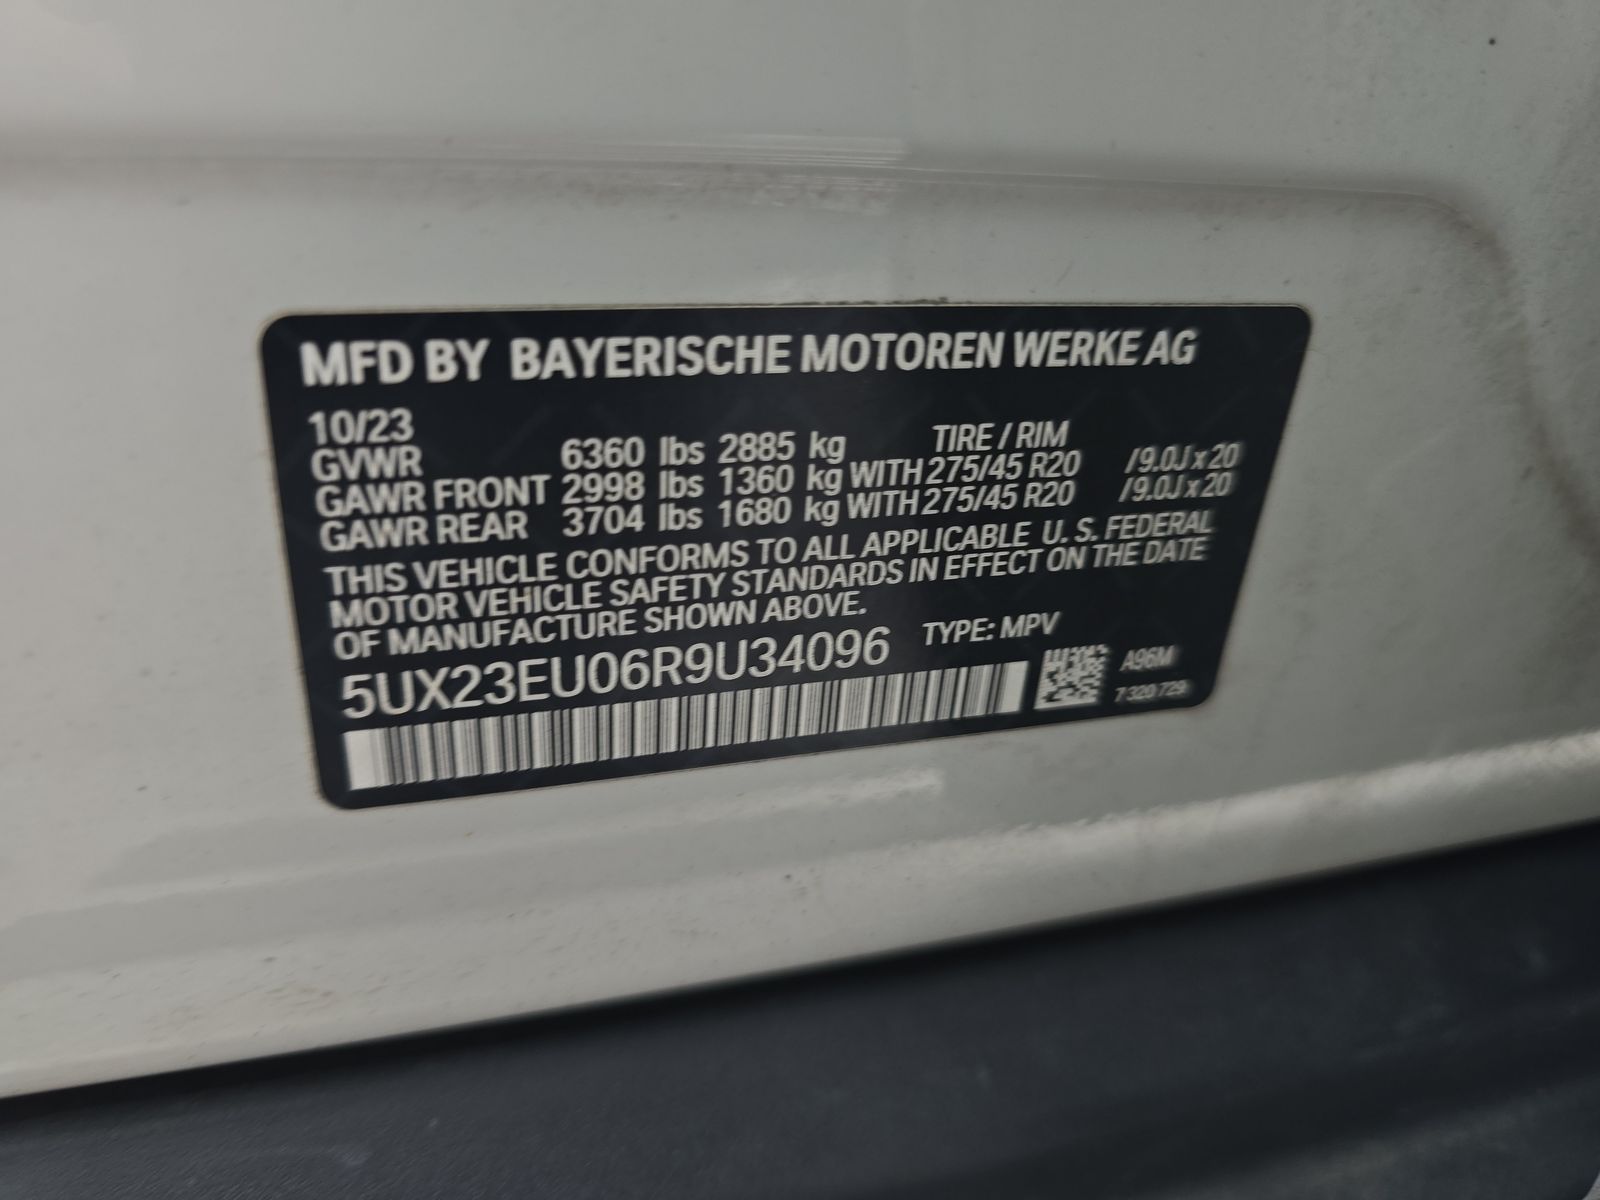 MFD BY BAYERISCHE MOTOREN WERKE AG
10/23
TIRE / RIM
GVWR 6360 lbs 2885 kg
GAWR FRONT 2998 lbs 1360 kg WITH 275/45 R20 /9.0J x 20
GAWR REAR 3704 lbs 1680 kg WITH 275/45 R20 /9.0J x 20
THIS VEHICLE CONFORMS TO ALL APPLICABLE U. S. FEDERAL
MOTOR VEHICLE SAFETY STANDARDS IN EFFECT ON THE DATE
OF MANUFACTURE SHOWN ABOVE.
5UX23EU06R9U34096 TYPE: MPV
A96M
7 320 729